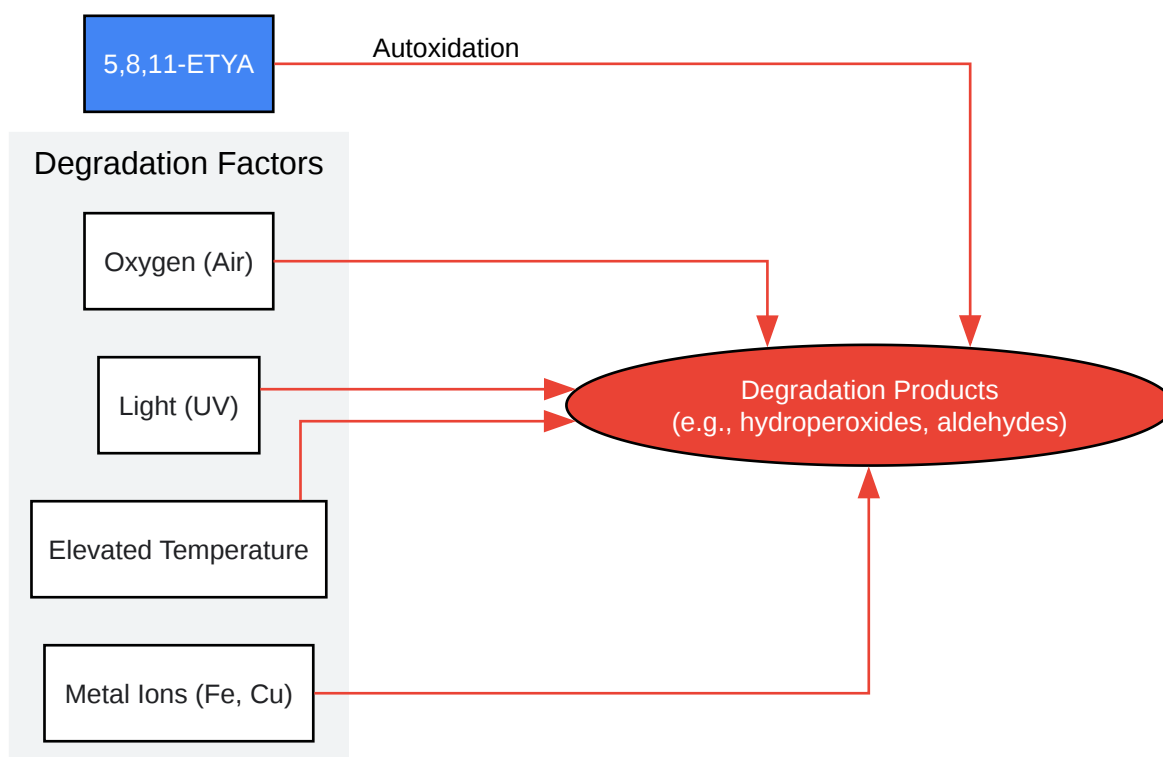 5,8,11-ETYA
Autoxidation
Degradation Factors
Oxygen (Air)
Light (UV)
Elevated Temperature
Metal Ions (Fe, Cu)
Degradation Products
(e.g., hydroperoxides, aldehydes)